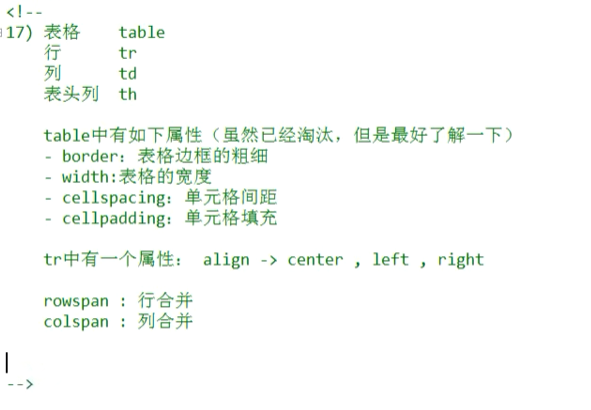 <!--
17) 表格    table
行      tr
列      td
表头列  th
table中有如下属性（虽然已经淘汰，但是最好了解一下）
- border：表格边框的粗细
- width:表格的宽度
- cellspacing：单元格间距
- cellpadding：单元格填充
tr中有一个属性： align -> center , left , right
rowspan : 行合并
colspan : 列合并
-->